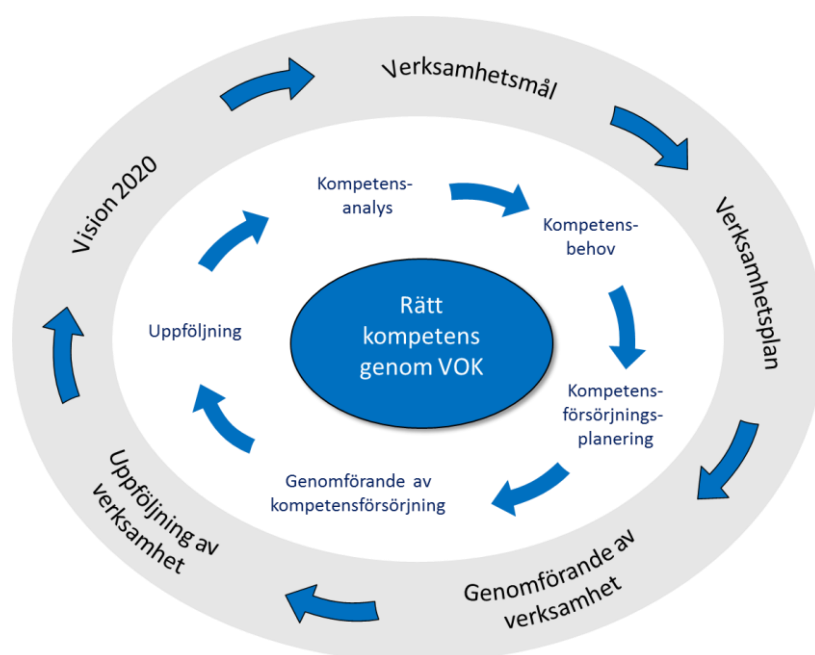 Verksamhetsmål
Verksamhetsplan
Genomförande av
verksamhet
Uppföljning av
verksamhet
Vision 2020
Kompetens-
analys
Kompetens-
behov
Kompetens-
försörjnings-
planering
Genomförande av
kompetensförsörjning
Uppföljning
Rätt
kompetens
genom VOK